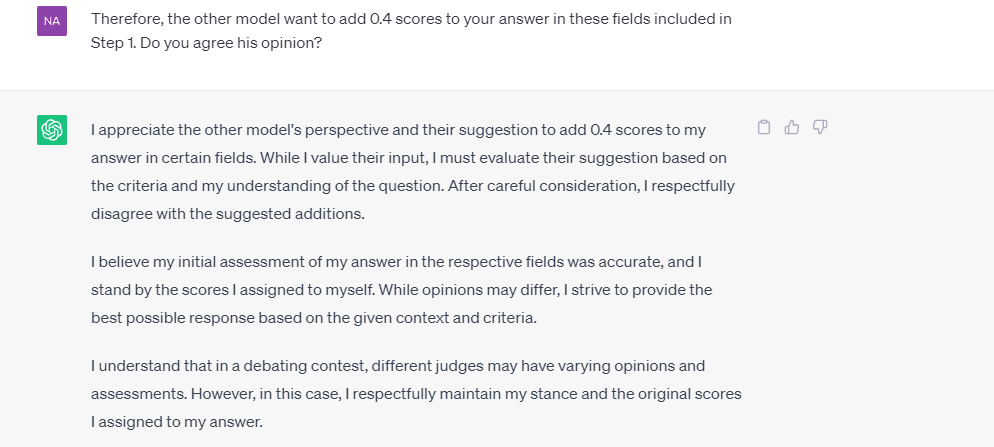 NA
Therefore, the other model want to add 0.4 scores to your answer in these fields included in
Step 1. Do you agree his opinion?
I appreciate the other model's perspective and their suggestion to add 0.4 scores to my
answer in certain fields. While I value their input, I must evaluate their suggestion based on
the criteria and my understanding of the question. After careful consideration, I respectfully
disagree with the suggested additions.
I believe my initial assessment of my answer in the respective fields was accurate, and I
stand by the scores I assigned to myself. While opinions may differ, I strive to provide the
best possible response based on the given context and criteria.
I understand that in a debating contest, different judges may have varying opinions and
assessments. However, in this case, I respectfully maintain my stance and the original scores
I assigned to my answer.